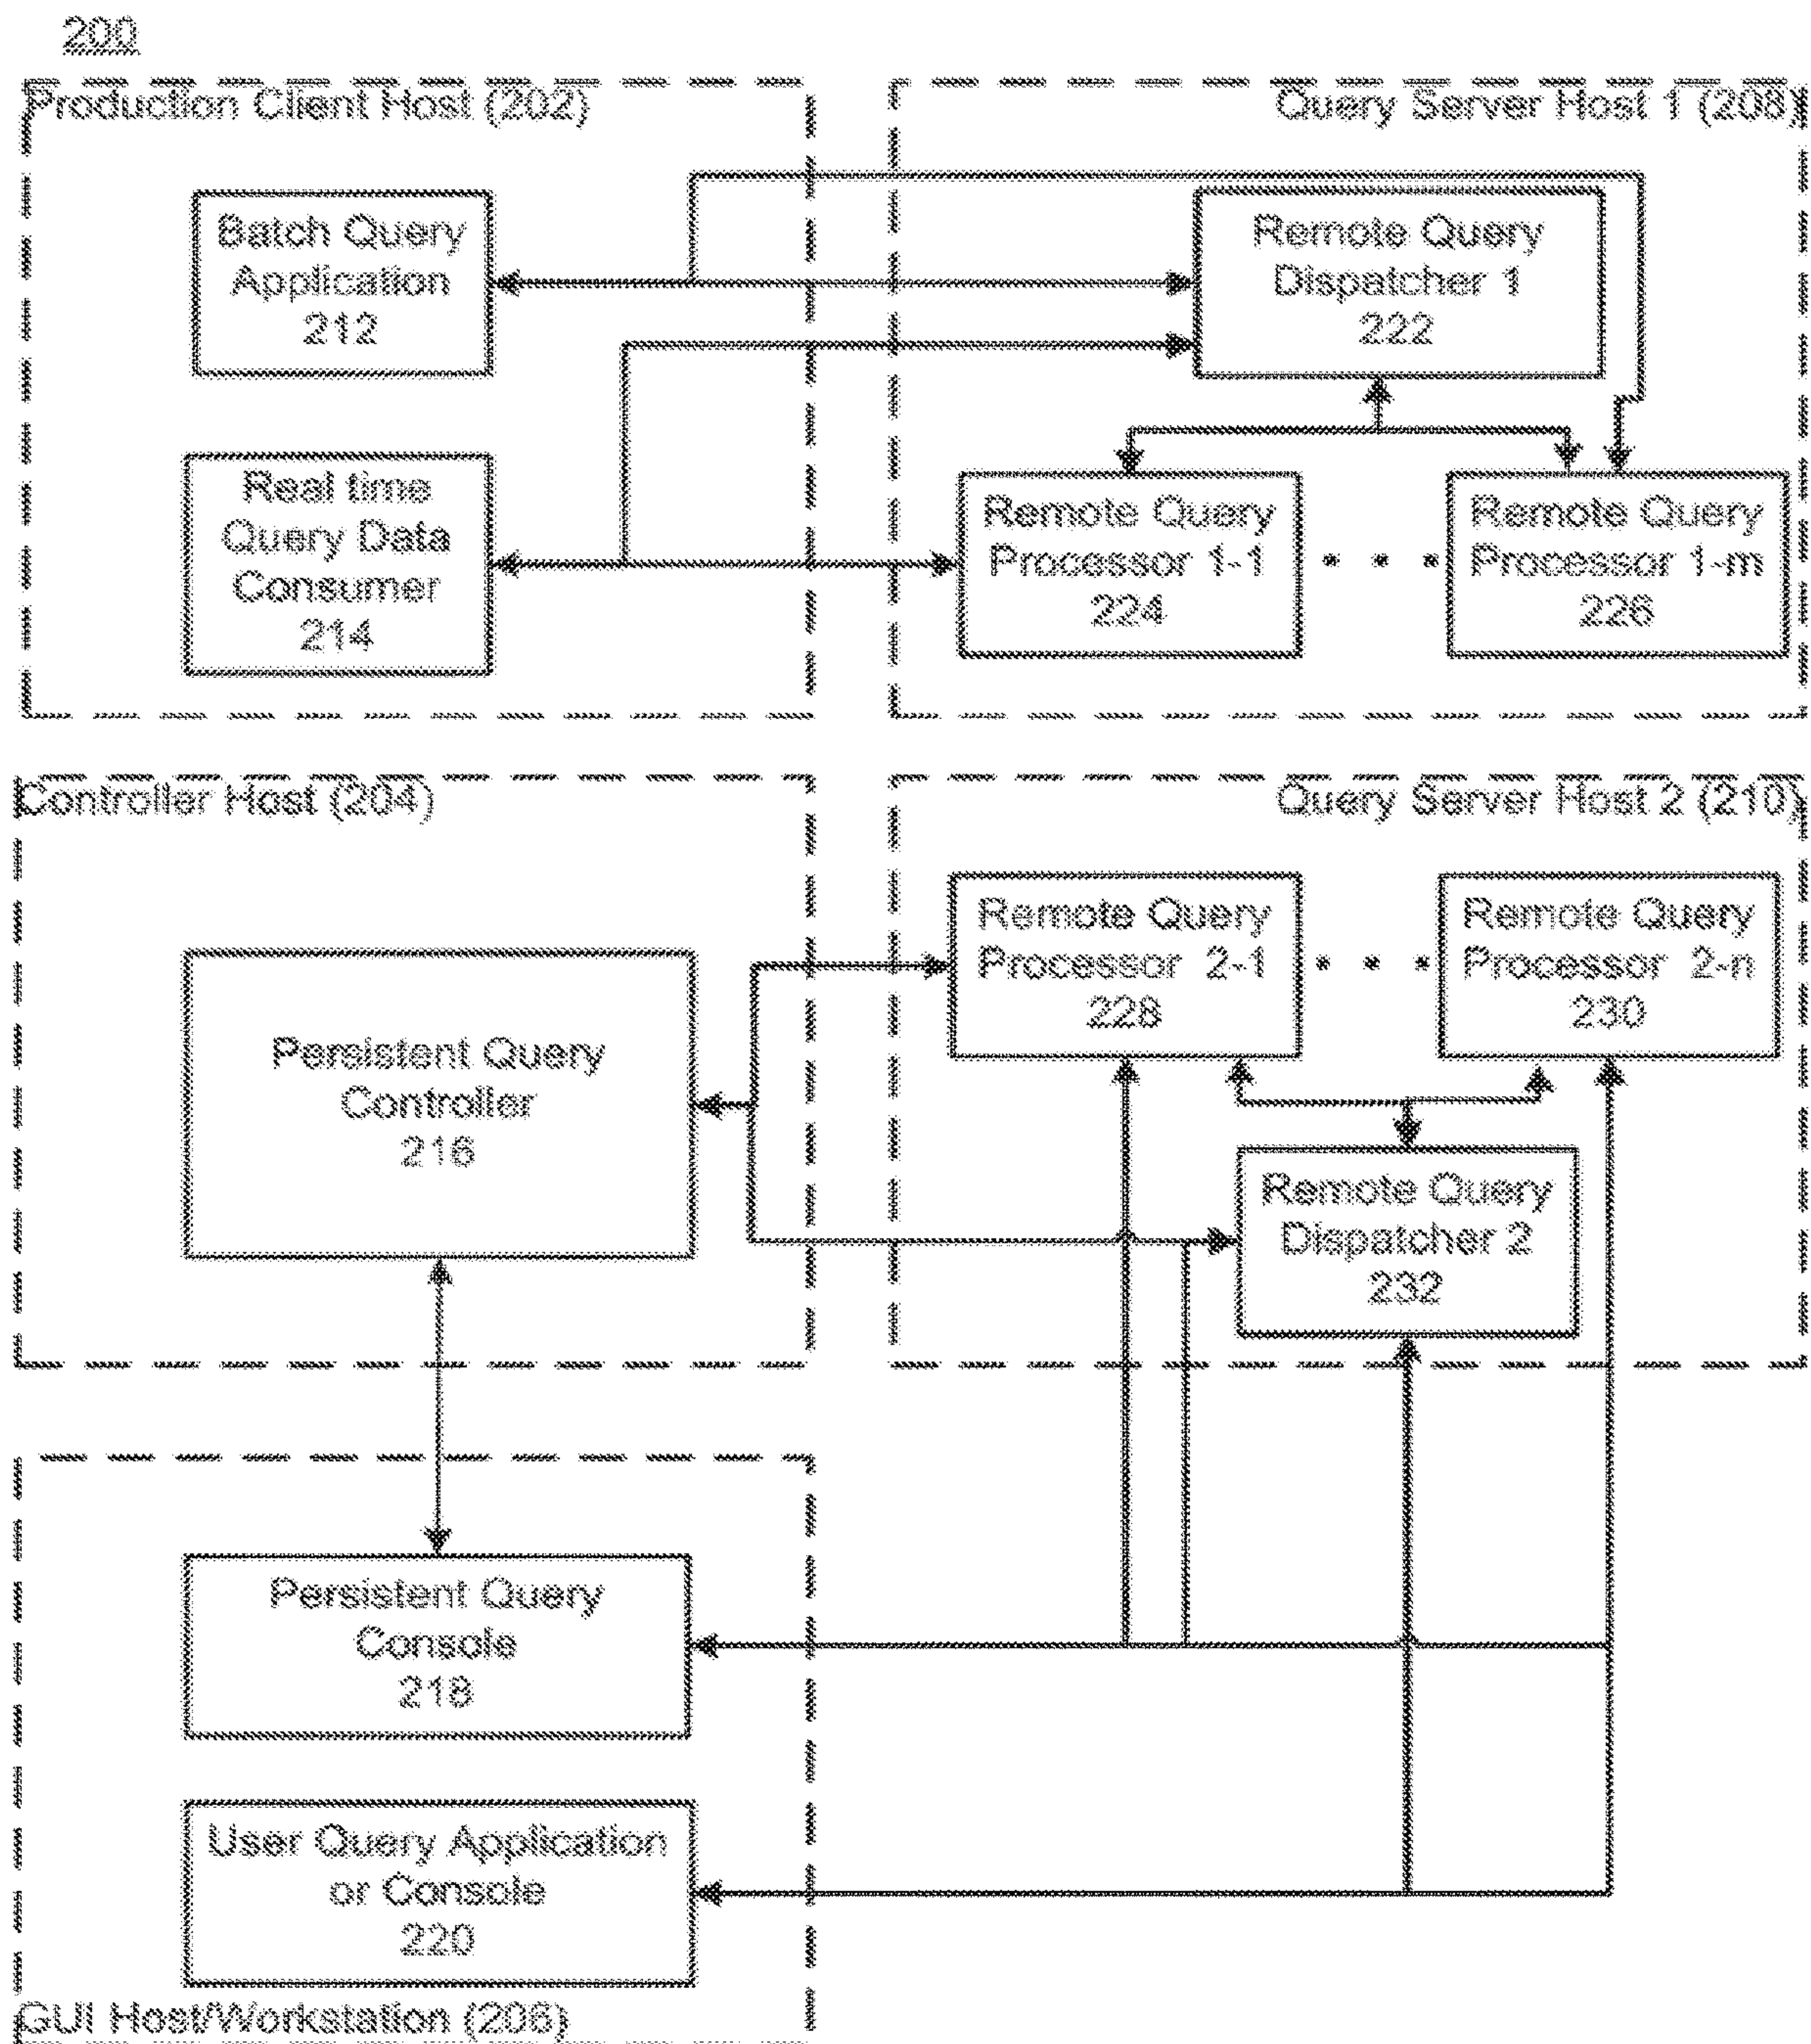 200
Production Client Host (202)
Query Server Host 1 (208)
Batch Query
Application
212
Remote Query
Dispatcher 1
222
Real time
Query Data
Consumer
214
Remote Query
Processor 1-1
224
Remote Query
Processor 1-m
226
Controller Host (204)
Query Server Host 2 (210)
Remote Query
Processor 2-1
228
Remote Query
Processor 2-n
230
Persistent Query
Controller
216
Remote Query
Dispatcher 2
232
Persistent Query
Console
218
User Query Application
or Console
220
GUI Host/Workstation (206)